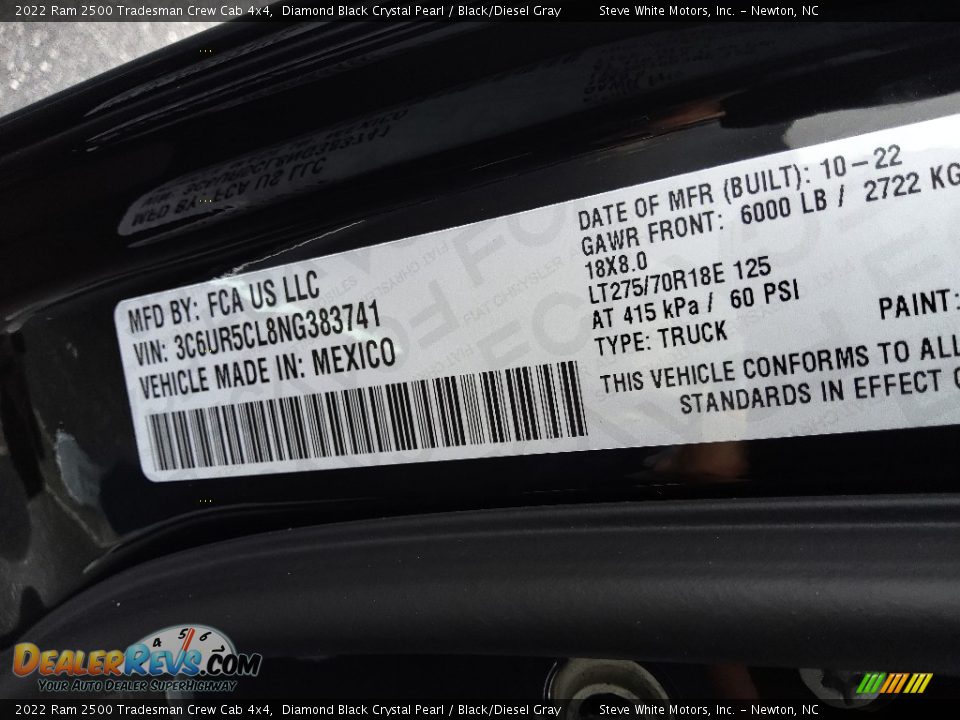 2022 Ram 2500 Tradesman Crew Cab 4x4, Diamond Black Crystal Pearl / Black/Diesel Gray Steve White Motors, Inc. - Newton, NC
MFD BY: FCA US LLC
VIN: 3C6UR5CL8NG383741
VEHICLE MADE IN: MEXICO
DATE OF MFR (BUILT): 10-22
GAWR FRONT: 6000 LB / 2722 KG
18X8.0
LT275/70R18E 125
AT 415 kPa / 60 PSI
TYPE: TRUCK
PAINT:
THIS VEHICLE CONFORMS TO ALL
STANDARDS IN EFFECT
4 5 6
DEALERREVS.COM
YOUR AUTO DEALER SUPERHIGHWAY
2022 Ram 2500 Tradesman Crew Cab 4x4, Diamond Black Crystal Pearl / Black/Diesel Gray Steve White Motors, Inc. - Newton, NC